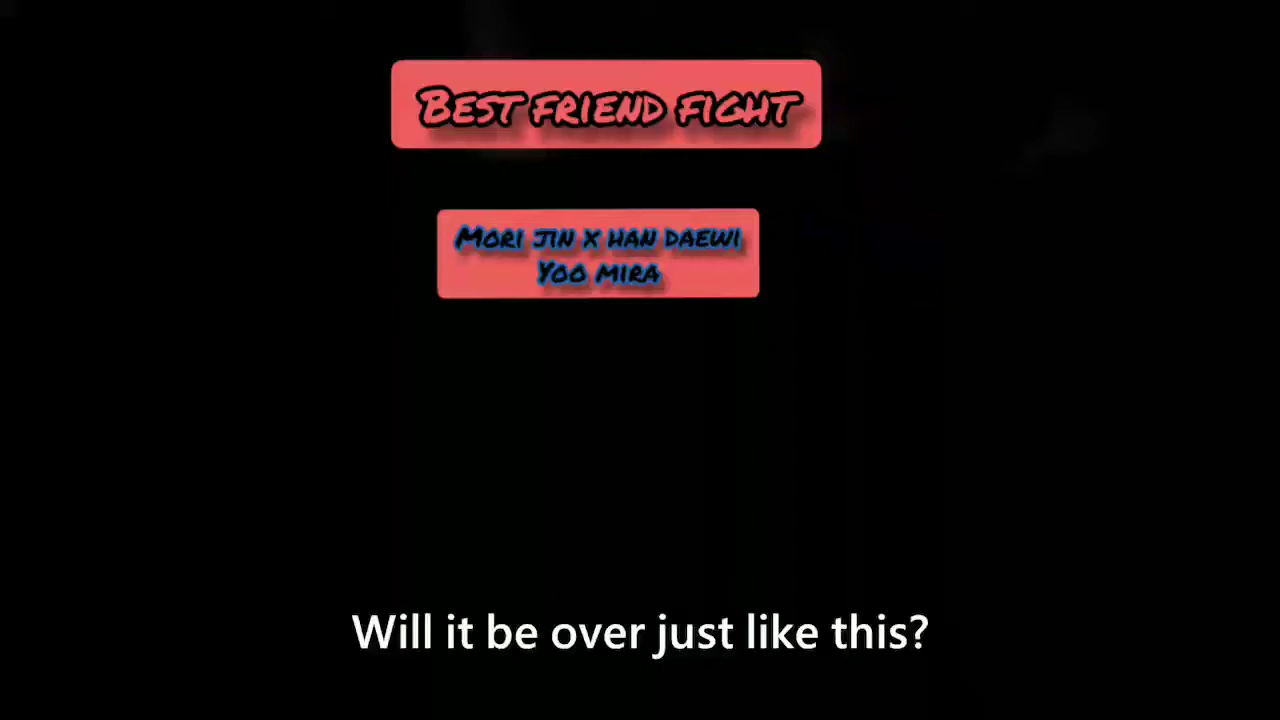 BEST FRIEND FIGHT
MORI JIN X HAN DAEWI
YOO MIRA
Will it be over just like this?